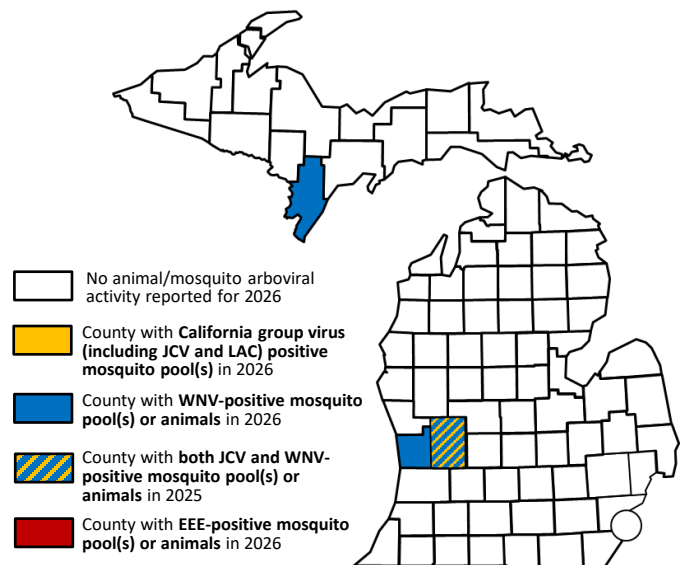 No animal/mosquito arboviral
activity reported for 2026
County with California group virus
(including JCV and LAC) positive
mosquito pool(s) in 2026
County with WNV-positive mosquito
pool(s) or animals in 2026
County with both JCV and WNV-
positive mosquito pool(s) or
animals in 2025
County with EEE-positive mosquito
pool(s) or animals in 2026